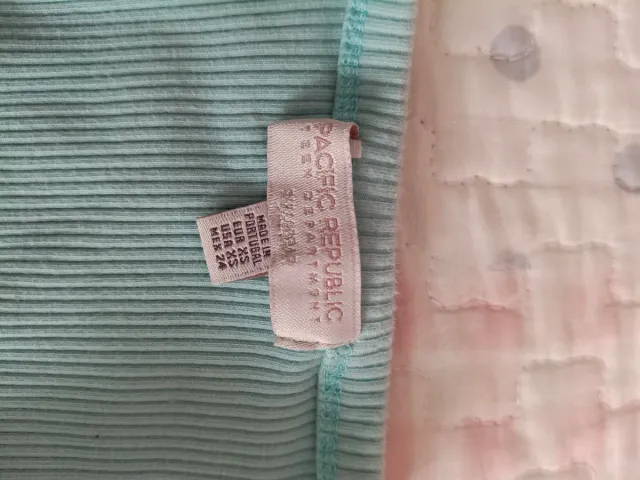 PACIFIC REPUBLIC
TEEN DEPARTMENT
MADE IN
PORTUGAL
EUR XS
USA XS
MEX 24